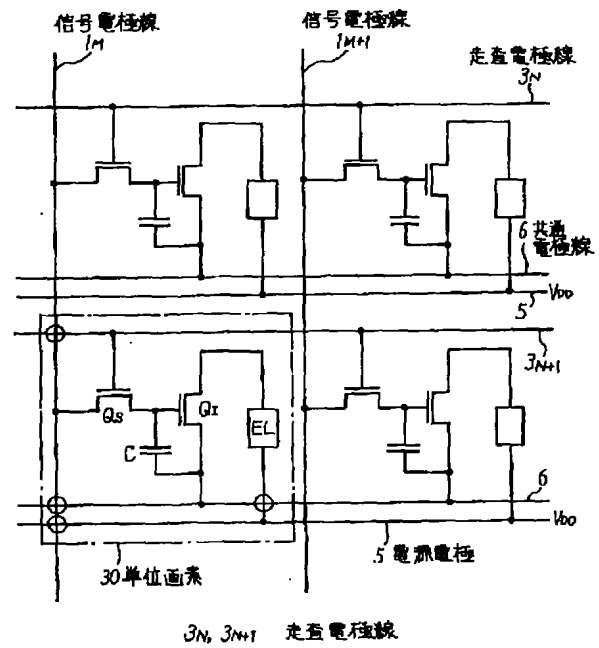 信号電極線
1M
信号電極線
1M+1
走査電極線
3N
6 共通
電極線
VDD
5
3N+1
QS
QI
EL
C
6
VDD
5 電源電極
30 単位画素
3N, 3N+1 走査電極線